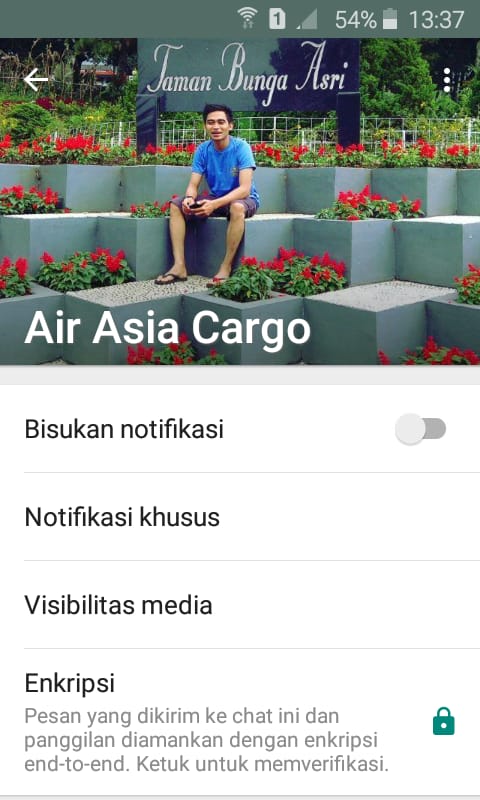 1 54% 13:37
Taman Bunga Asri
Air Asia Cargo
Bisukan notifikasi
Notifikasi khusus
Visibilitas media
Enkripsi
Pesan yang dikirim ke chat ini dan
panggilan diamankan dengan enkripsi
end-to-end. Ketuk untuk memverifikasi.